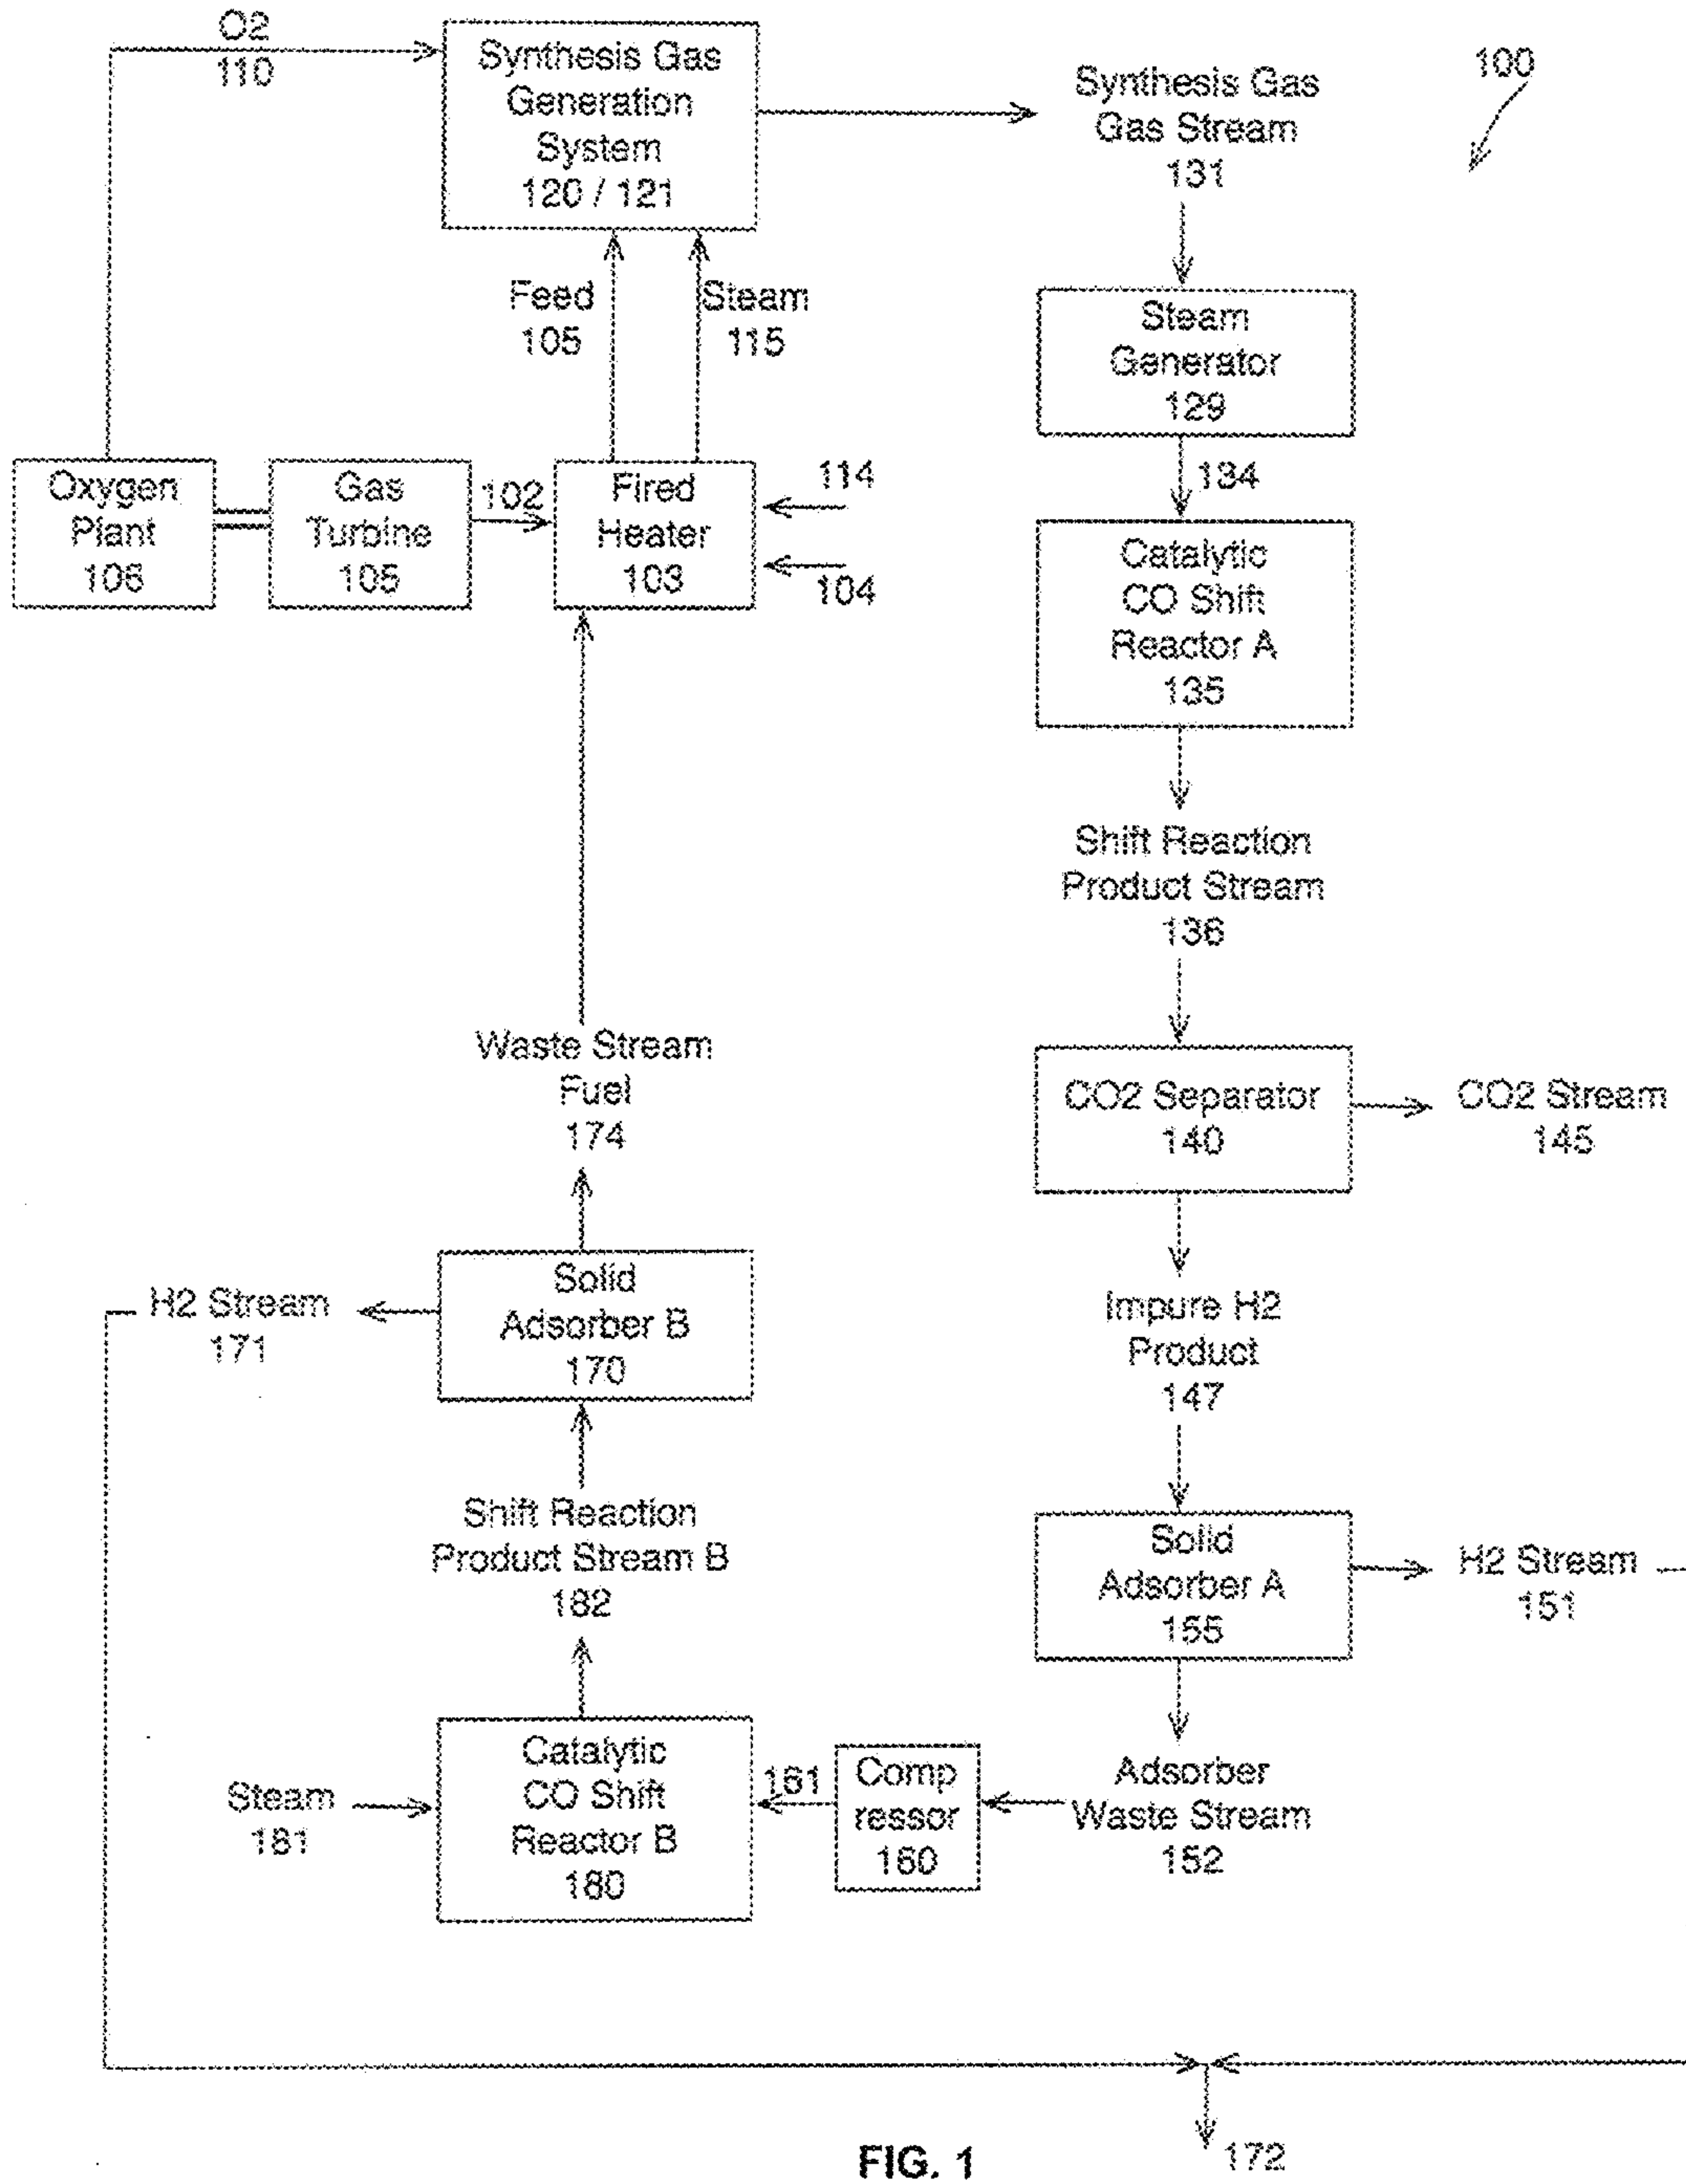 O2
110
Synthesis Gas
Generation
System
120 / 121
Synthesis Gas
Gas Stream
131
100
Feed
105
Steam
115
Steam
Generator
129
134
Oxygen
Plant
106
Gas
Turbine
105
102
Fired
Heater
103
114
104
Catalytic
CO Shift
Reactor A
135
Shift Reaction
Product Stream
136
Waste Stream
Fuel
174
CO2 Separator
140
CO2 Stream
145
H2 Stream
171
Solid
Adsorber B
170
Impure H2
Product
147
Shift Reaction
Product Stream B
182
Solid
Adsorber A
155
H2 Stream
151
Steam
181
Catalytic
CO Shift
Reactor B
180
161
Comp
ressor
160
Adsorber
Waste Stream
152
172
FIG. 1